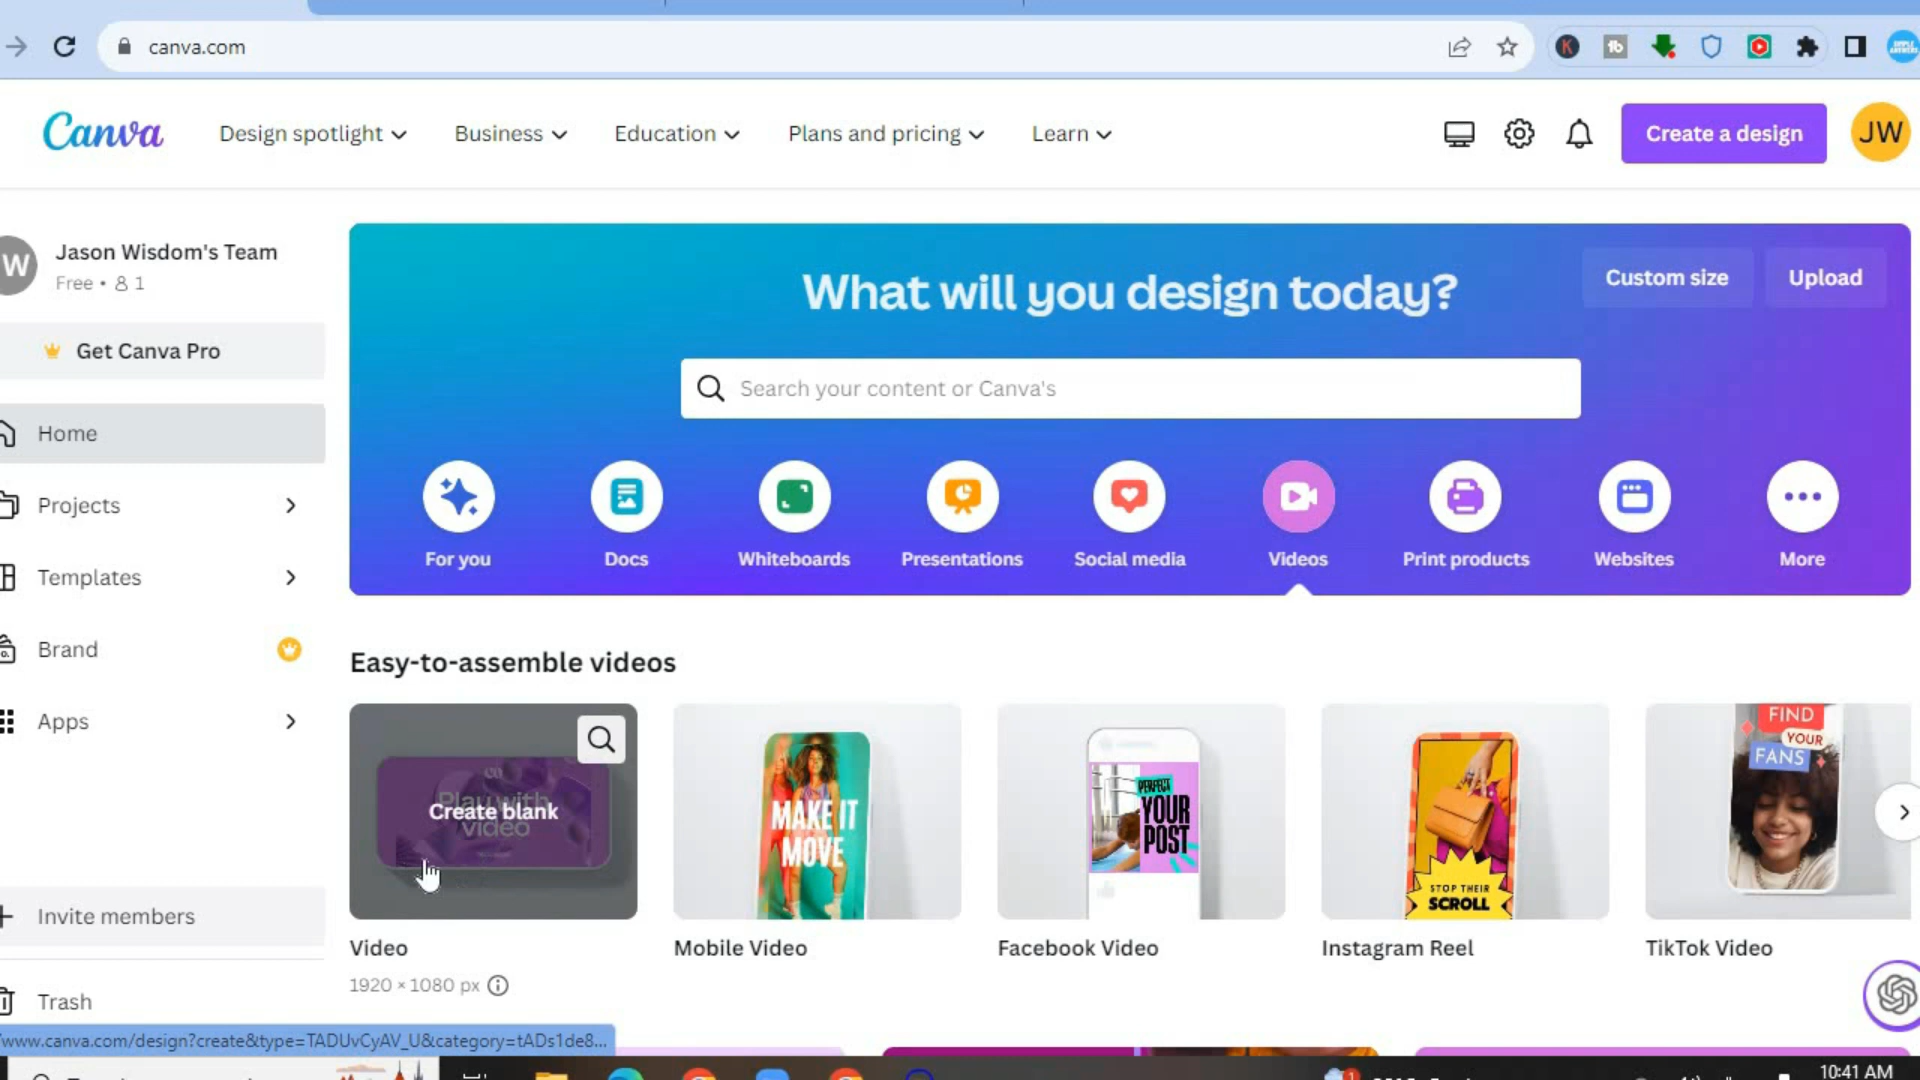 canva.com
Canva
Design spotlight
Business
Education
Plans and pricing
Learn
Create a design
JW
W
Jason Wisdom's Team
Free • 1
Get Canva Pro
Home
Projects
Templates
Brand
Apps
Invite members
Trash
What will you design today?
Custom size
Upload
Search your content or Canva's
For you
Docs
Whiteboards
Presentations
Social media
Videos
Print products
Websites
More
Easy-to-assemble videos
Play with
video
Create blank
MAKE IT
MOVE
PERFECT
YOUR
POST
STOP THEIR
SCROLL
FIND
YOUR
FANS
Video
Mobile Video
Facebook Video
Instagram Reel
TikTok Video
1920 × 1080 px
www.canva.com/design?create&type=TADUvCyAV_U&category=tADs1de8...
10:41 AM